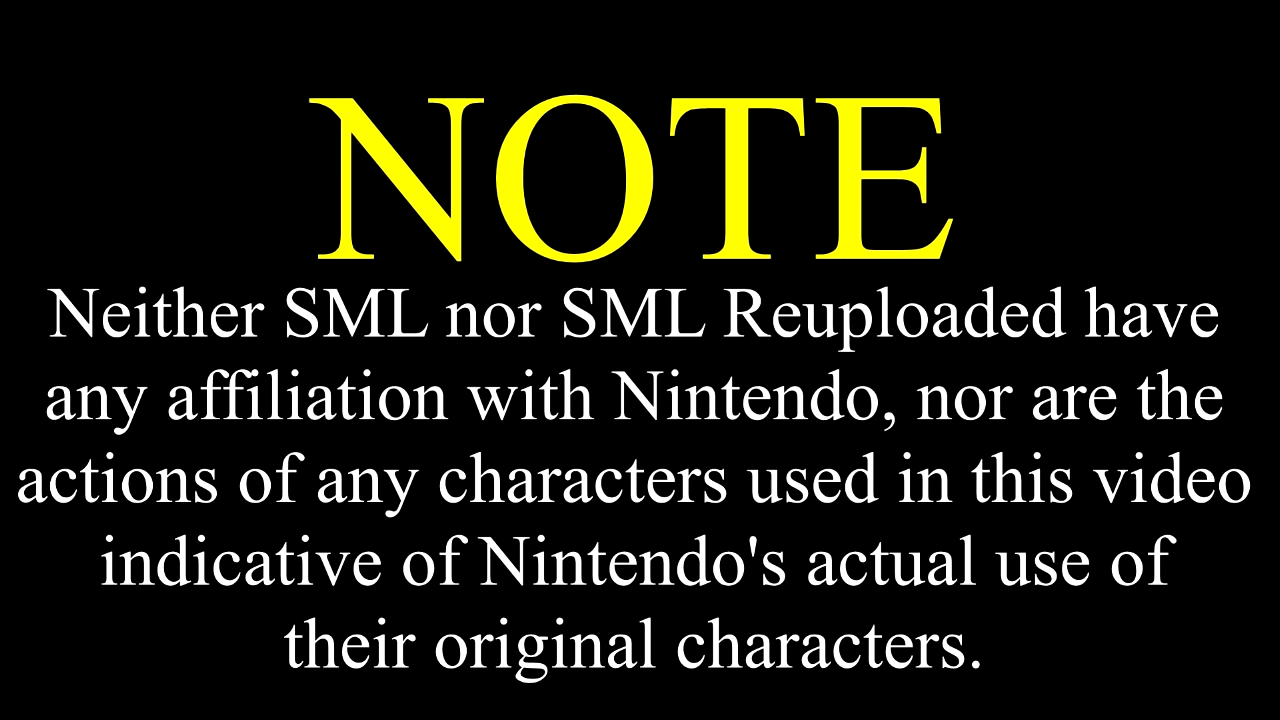 NOTE
Neither SML nor SML Reuploaded have
any affiliation with Nintendo, nor are the
actions of any characters used in this video
indicative of Nintendo's actual use of
their original characters.